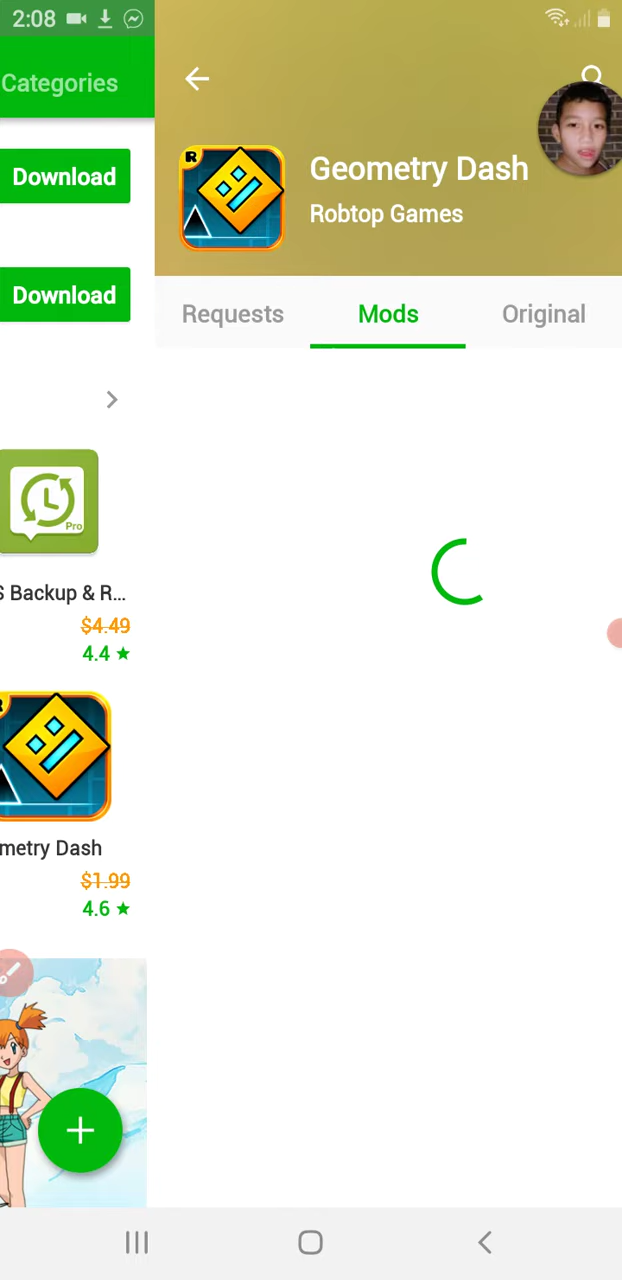 2:08
Categories
Download
Download
Geometry Dash
Robtop Games
Requests
Mods
Original
Pro
S Backup & R...
$4.49
4.4 ★
metry Dash
$1.99
4.6 ★
R